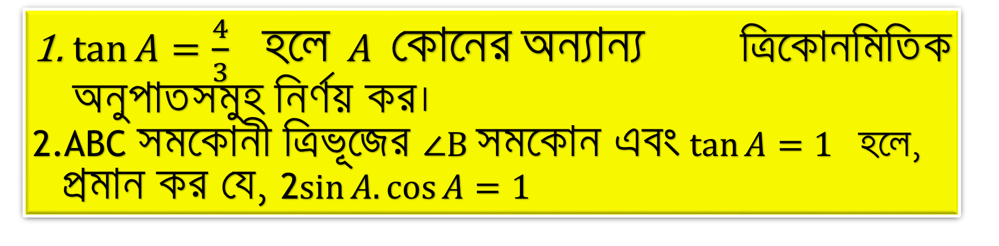 1. tan A = 4/3 হলে A কোনের অন্যান্য ত্রিকোনমিতিক
অনুপাতসমুহ নির্ণয় কর।
2.ABC সমকোনী ত্রিভূজের ∠B সমকোন এবং tan A = 1 হলে,
প্রমান কর যে, 2sin A. cos A = 1